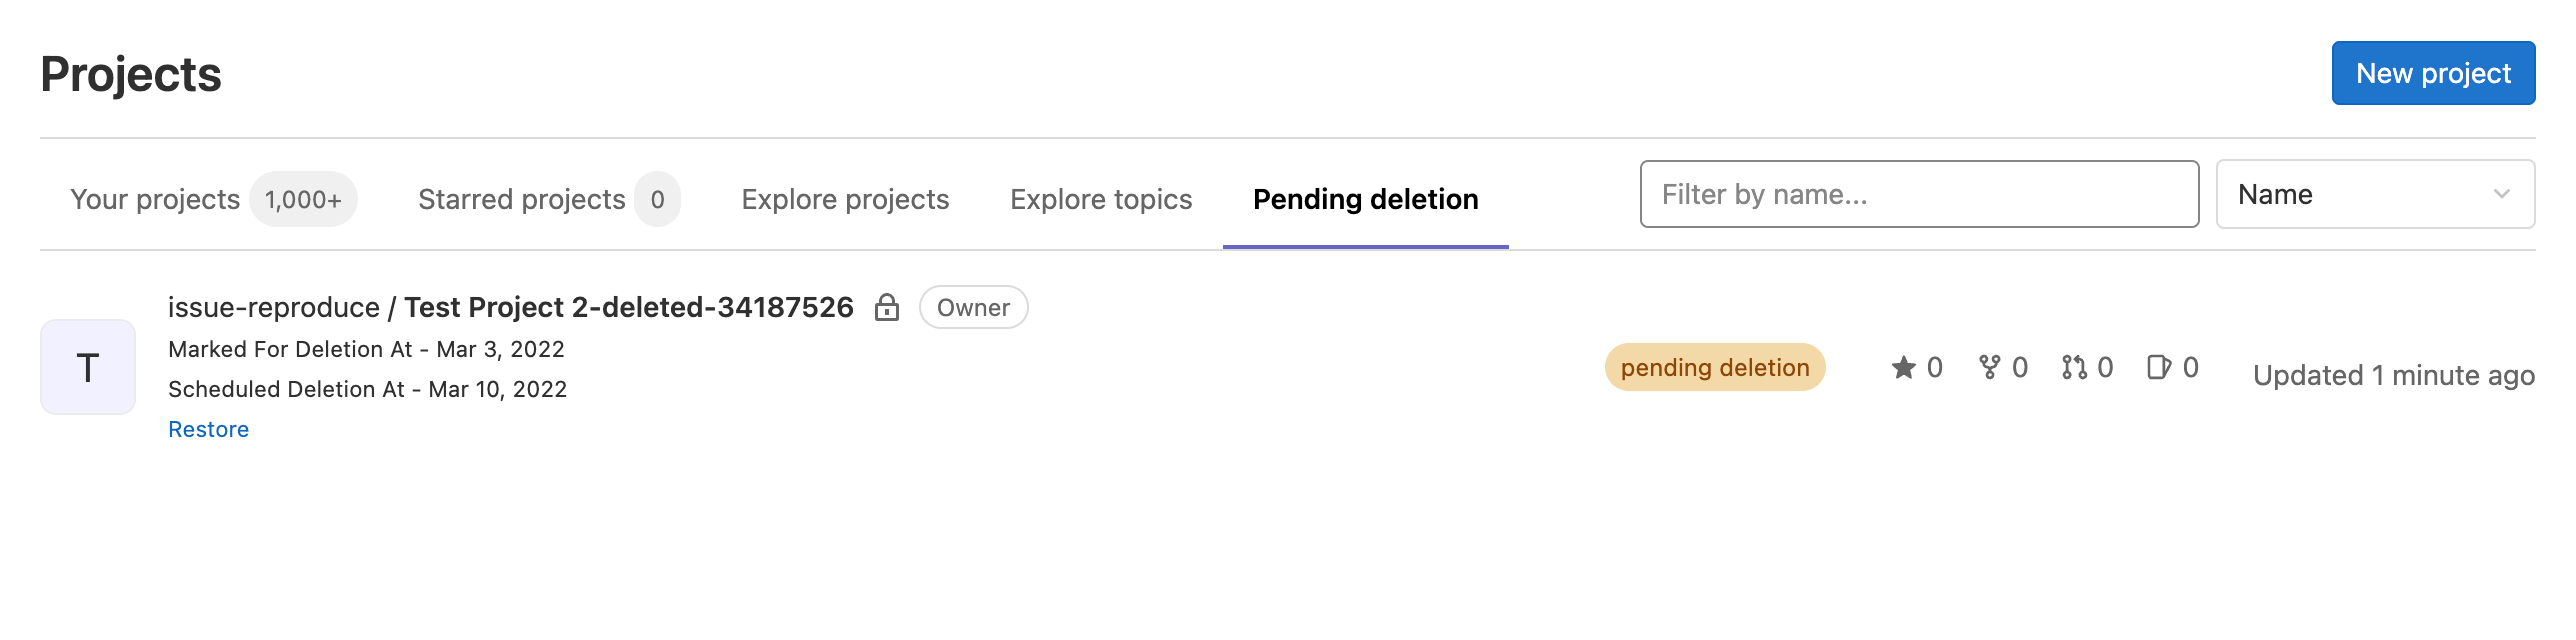 Projects
New project
Your projects 1,000+ Starred projects 0 Explore projects Explore topics Pending deletion Filter by name... Name
T
issue-reproduce / Test Project 2-deleted-34187526 Owner
Marked For Deletion At - Mar 3, 2022
Scheduled Deletion At - Mar 10, 2022
Restore
pending deletion 0 0 0 0 Updated 1 minute ago